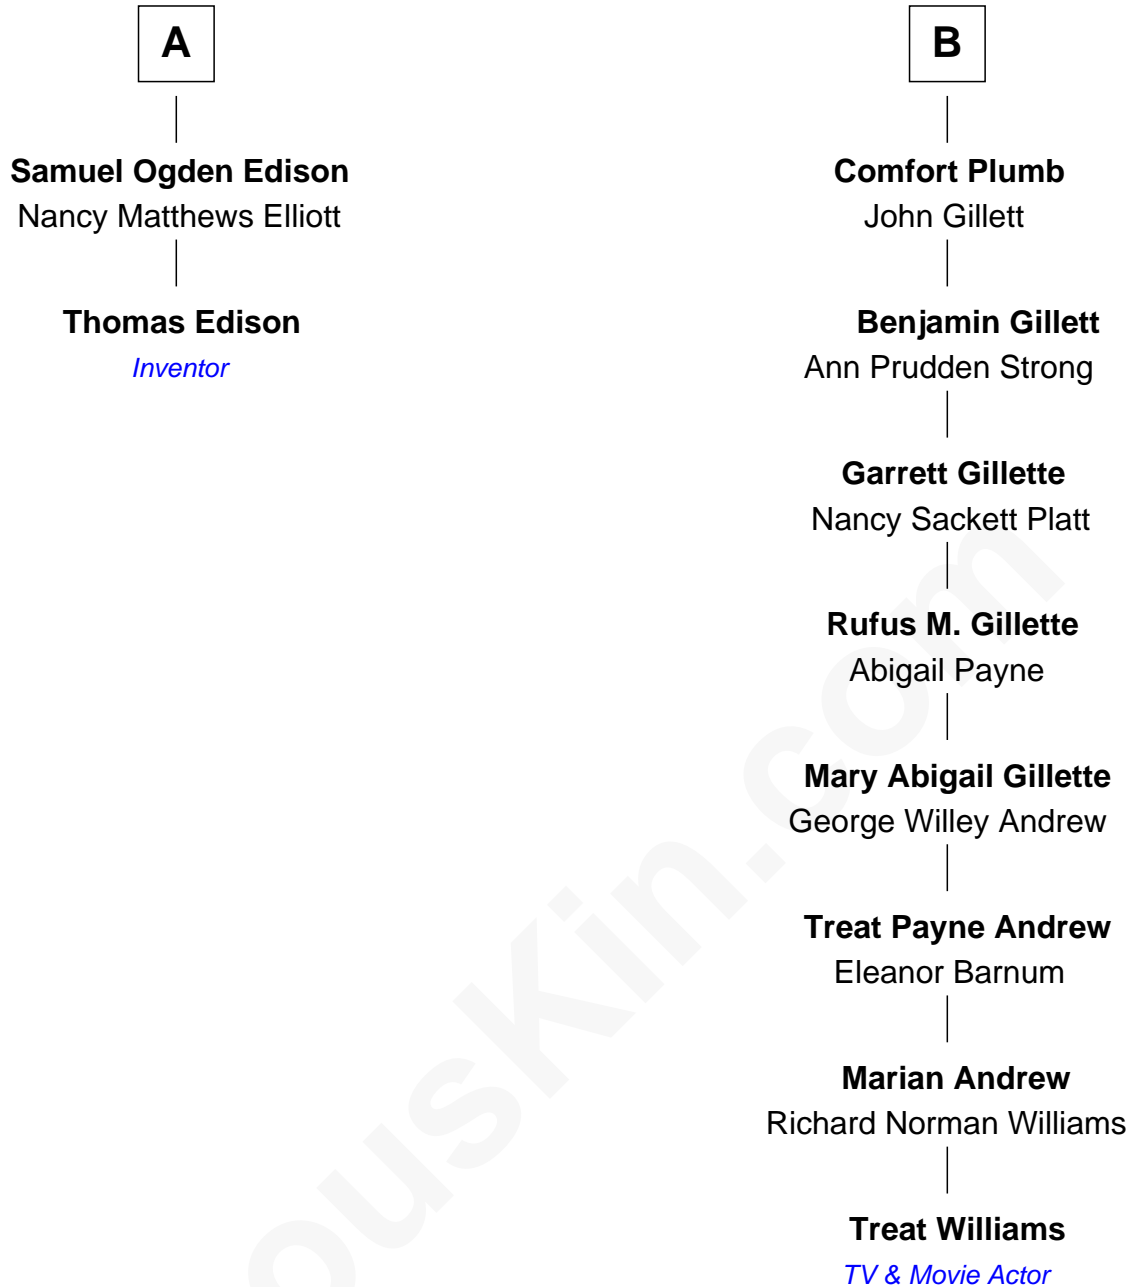 A
Samuel Ogden Edison
Nancy Matthews Elliott
Thomas Edison
Inventor
B
Comfort Plumb
John Gillett
Benjamin Gillett
Ann Prudden Strong
Garrett Gillette
Nancy Sackett Platt
Rufus M. Gillette
Abigail Payne
Mary Abigail Gillette
George Willey Andrew
Treat Payne Andrew
Eleanor Barnum
Marian Andrew
Richard Norman Williams
Treat Williams
TV & Movie Actor
ousKin.com